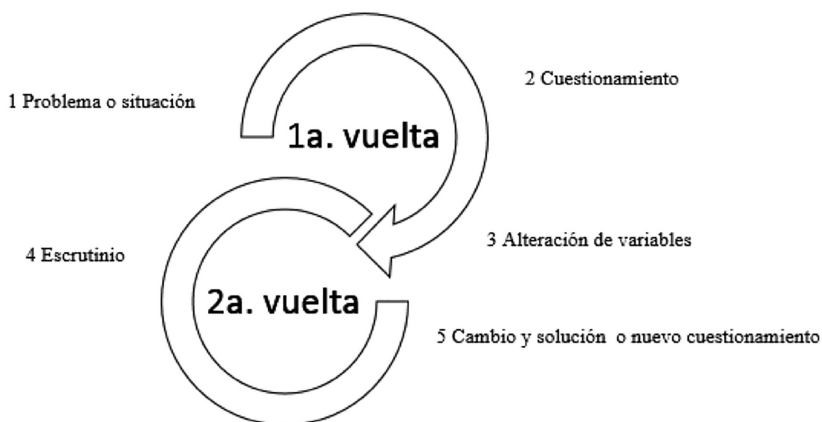 1 Problema o situación
2 Cuestionamiento
1a. vuelta
3 Alteración de variables
4 Escrutinio
2a. vuelta
5 Cambio y solución o nuevo cuestionamiento